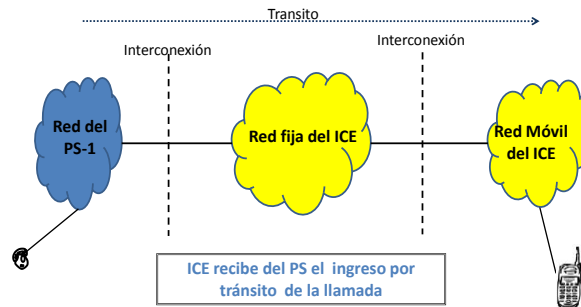 Transito
Interconexión
Interconexión
Red del
PS-1
Red fija del ICE
Red Móvil
del ICE
ICE recibe del PS el ingreso por
tránsito de la llamada